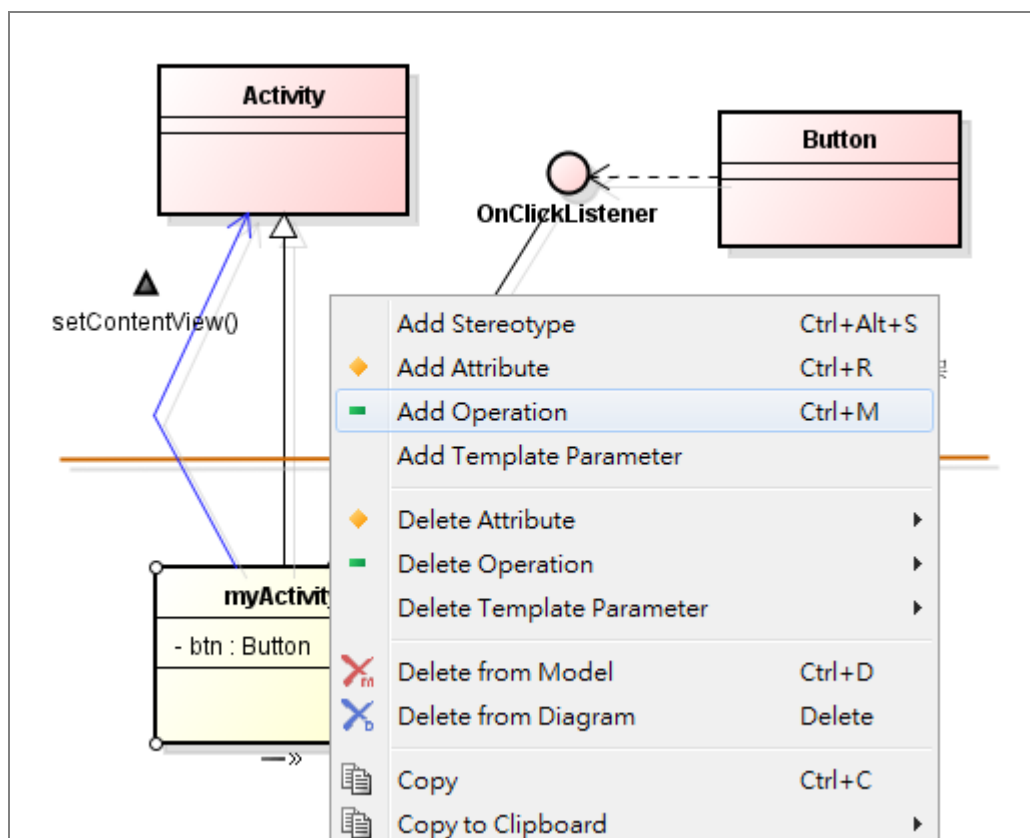 Activity
Button
OnClickListener
setContentView()
Add Stereotype Ctrl+Alt+S
Add Attribute Ctrl+R
Add Operation Ctrl+M
Add Template Parameter
Delete Attribute
Delete Operation
myActivity
Delete Template Parameter
- btn : Button
Delete from Model Ctrl+D
Delete from Diagram Delete
Copy Ctrl+C
Copy to Clipboard